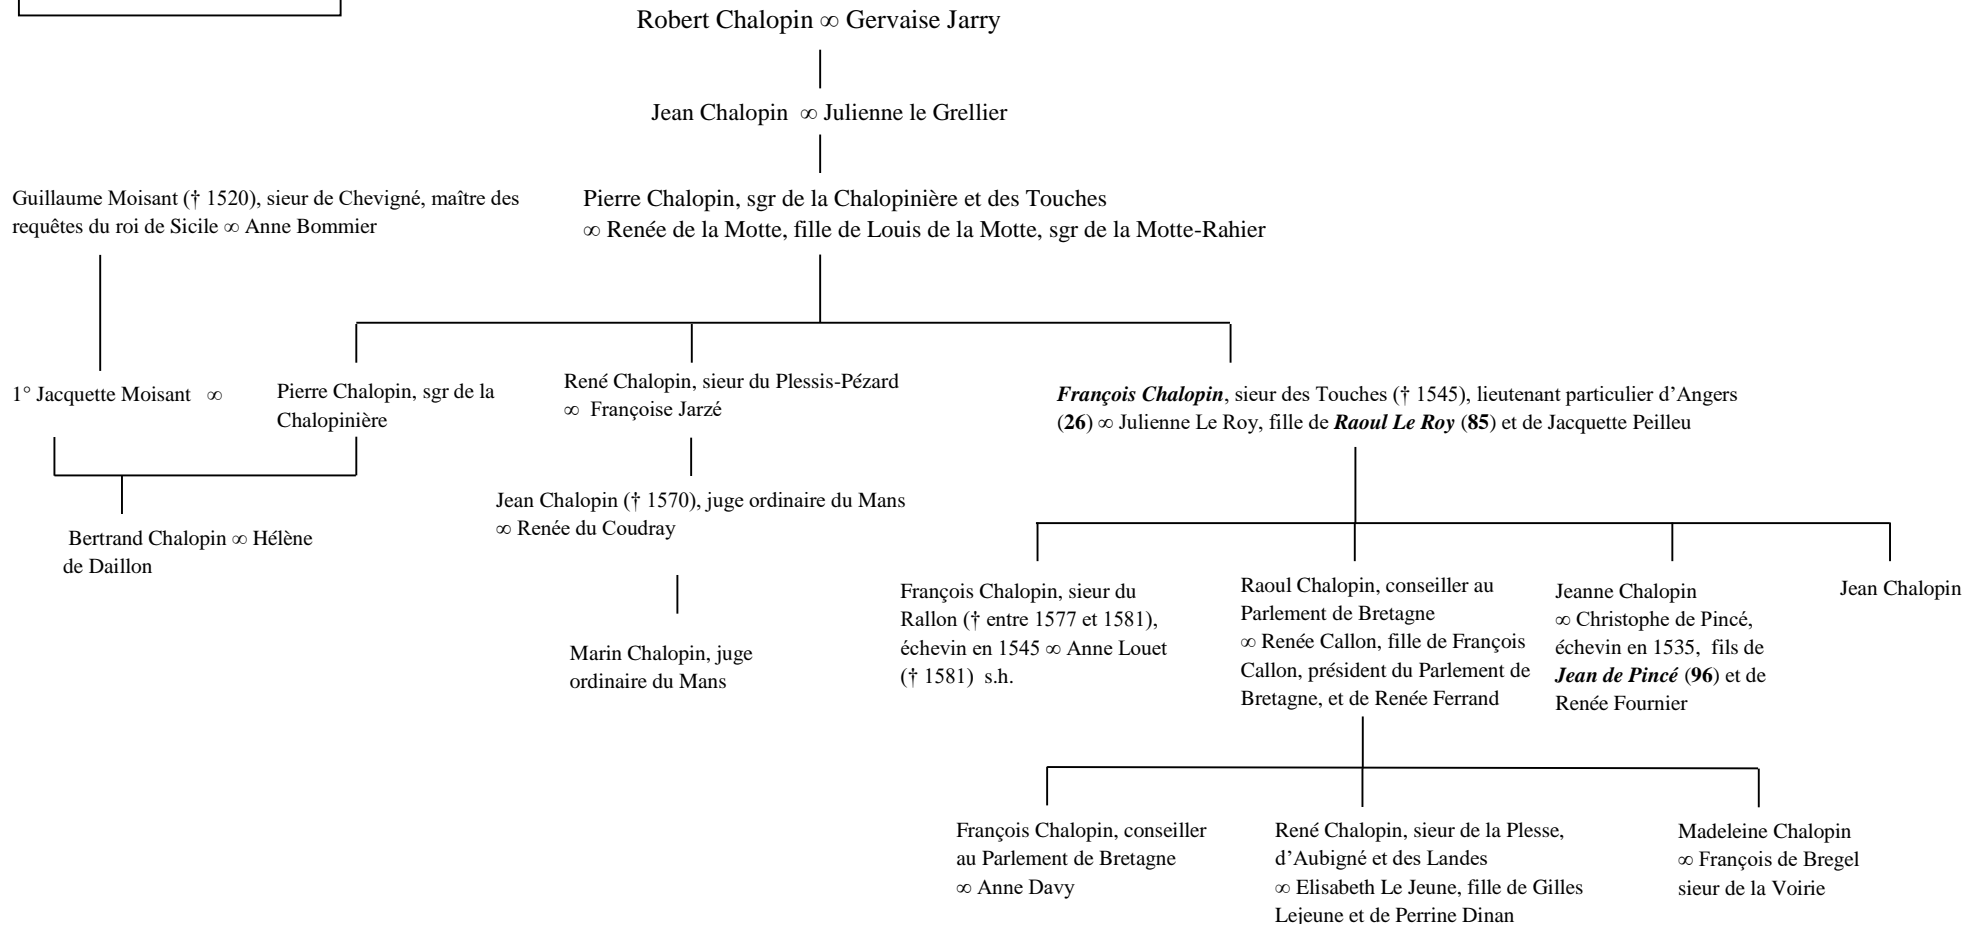 Robert Chalopin ∞ Gervaise Jarry
Jean Chalopin ∞ Julienne le Grellier
Guillaume Moisant († 1520), sieur de Chevigné, maître des
requêtes du roi de Sicile ∞ Anne Bommier
Pierre Chalopin, sgr de la Chalopinière et des Touches
∞ Renée de la Motte, fille de Louis de la Motte, sgr de la Motte-Rahier
1° Jacquette Moisant ∞
Pierre Chalopin, sgr de la
Chalopinière
René Chalopin, sieur du Plessis-Pézard
∞ Françoise Jarzé
François Chalopin, sieur des Touches († 1545), lieutenant particulier d’Angers
(26) ∞ Julienne Le Roy, fille de Raoul Le Roy (85) et de Jacquette Peilleu
Bertrand Chalopin ∞ Hélène
de Daillon
Jean Chalopin († 1570), juge ordinaire du Mans
∞ Renée du Coudray
Marin Chalopin, juge
ordinaire du Mans
François Chalopin, sieur du
Rallon († entre 1577 et 1581),
échevin en 1545 ∞ Anne Louet
(† 1581) s.h.
Raoul Chalopin, conseiller au
Parlement de Bretagne
∞ Renée Callon, fille de François
Callon, président du Parlement de
Bretagne, et de Renée Ferrand
Jeanne Chalopin
∞ Christophe de Pincé,
échevin en 1535, fils de
Jean de Pincé (96) et de
Renée Fournier
Jean Chalopin
François Chalopin, conseiller
au Parlement de Bretagne
∞ Anne Davy
René Chalopin, sieur de la Plesse,
d’Aubigné et des Landes
∞ Elisabeth Le Jeune, fille de Gilles
Lejeune et de Perrine Dinan
Madeleine Chalopin
∞ François de Bregel
sieur de la Voirie